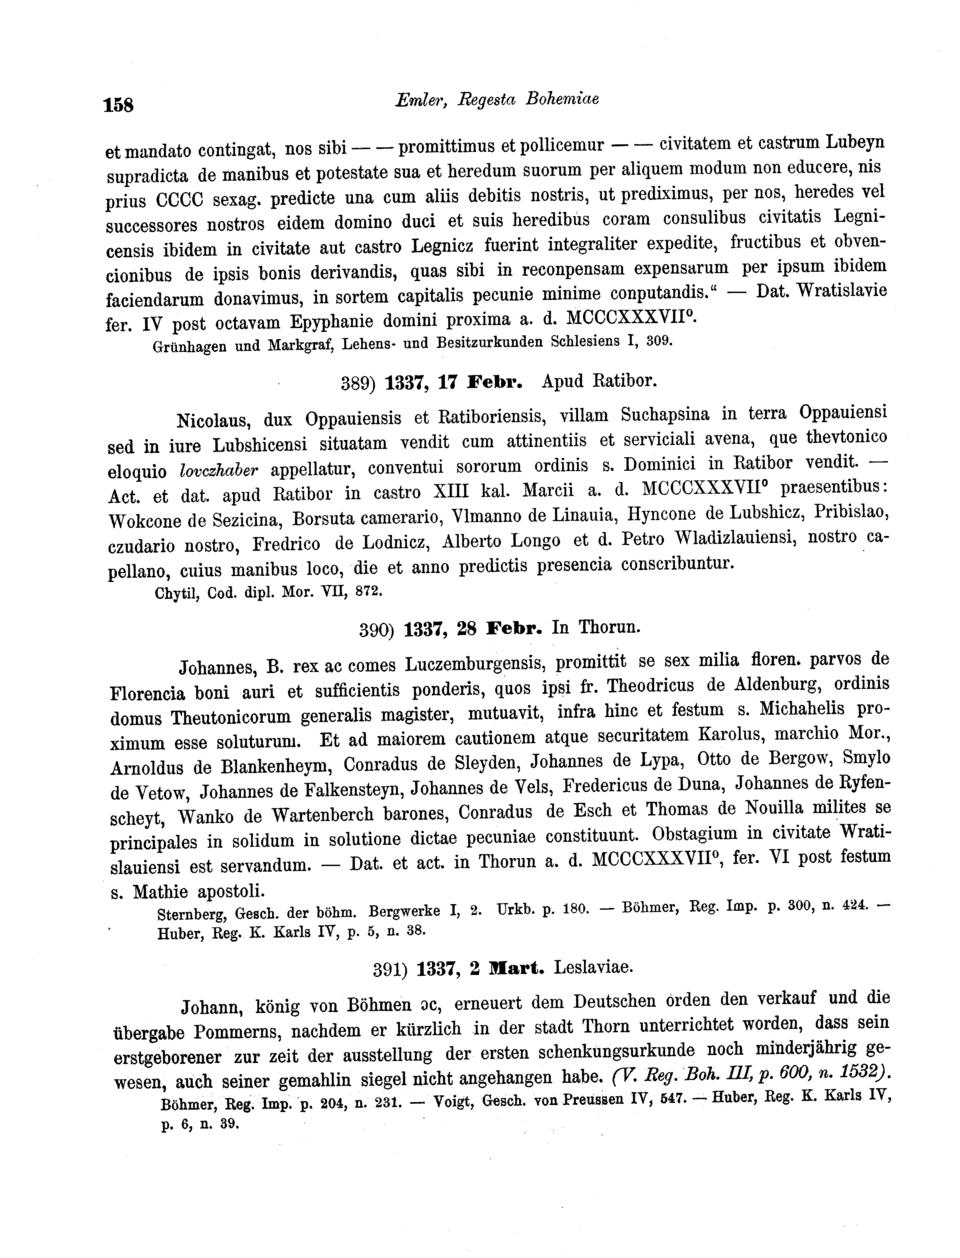 158
Emler, Regesta Bohemiae
et mandato contingat, nos sibi — — promittimus et pollicemur — — civitatem et castrum Lubeyn
supradicta de manibus et potestate sua et heredum suorum per aliquem modum non educere, nis
prius CCCC sexag. predicte una cum aliis debitis nostris, ut prediximus, per nos, heredes vel
successores nostros eidem domino duci et suis heredibus coram consulibus civitatis Legni-
censis ibidem in civitate aut castro Legnicz fuerint integraliter expedite, fructibus et obven-
cionibus de ipsis bonis derivandis, quas sibi in reconpensam expensarum per ipsum ibidem
faciendarum donavimus, in sortem capitalis pecunie minime conputandis.“ — Dat. Wratislavie
fer. IV post octavam Epyphanie domini proxima a. d. MCCCXXXVIIº.
Grünhagen und Markgraf, Lehens- und Besitzurkunden Schlesiens I, 309.
389) 1337, 17 Febr. Apud Ratibor.
Nicolaus, dux Oppauiensis et Ratiboriensis, villam Suchapsina in terra Oppauiensi
sed in iure Lubshicensi situatam vendit cum attinentiis et serviciali avena, que thevtonico
eloquio lovczhaber appellatur, conventui sororum ordinis s. Dominici in Ratibor vendit. —
Act. et dat. apud Ratibor in castro XIII kal. Marcii a. d. MCCCXXXVIIº praesentibus:
Wokcone de Sezicina, Borsuta camerario, Vlmanno de Linauia, Hyncone de Lubshicz, Pribislao,
czudario nostro, Fredrico de Lodnicz, Alberto Longo et d. Petro Wladizlauiensi, nostro ca-
pellano, cuius manibus loco, die et anno predictis presencia conscribuntur.
Chytil, Cod. dipl. Mor. VII, 872.
390) 1337, 28 Febr. In Thorun.
Johannes, B. rex ac comes Luczemburgensis, promittit se sex milia floren. parvos de
Florencia boni auri et sufficientis ponderis, quos ipsi fr. Theodricus de Aldenburg, ordinis
domus Theutonicorum generalis magister, mutuavit, infra hinc et festum s. Michahelis pro-
ximum esse soluturum. Et ad maiorem cautionem atque securitatem Karolus, marchio Mor.,
Arnoldus de Blankenheym, Conradus de Sleyden, Johannes de Lypa, Otto de Bergow, Smylo
de Vetow, Johannes de Falkensteyn, Johannes de Vels, Fredericus de Duna, Johannes de Ryfen-
scheyt, Wanko de Wartenberch barones, Conradus de Esch et Thomas de Nouilla milites se
principales in solidum in solutione dictae pecuniae constituunt. Obstagium in civitate Wrati-
slauiensi est servandum. — Dat. et act. in Thorun a. d. MCCCXXXVIIº, fer. VI post festum
s. Mathie apostoli.
Sternberg, Gesch. der böhm. Bergwerke I, 2. Urkb. p. 180. — Böhmer, Reg. Imp. p. 300, n. 424. —
Huber, Reg. K. Karls IV, p. 5, n. 38.
391) 1337, 2 Mart. Leslaviae.
Johann, könig von Böhmen ɔc, erneuert dem Deutschen orden den verkauf und die
übergabe Pommerns, nachdem er kürzlich in der stadt Thorn unterrichtet worden, dass sein
erstgeborener zur zeit der ausstellung der ersten schenkungsurkunde noch minderjährig ge-
wesen, auch seiner gemahlin siegel nicht angehangen habe. (V. Reg. Boh. III, p. 600, n. 1532).
Böhmer, Reg. Imp. p. 204, n. 231. — Voigt, Gesch. von Preussen IV, 547. — Huber, Reg. K. Karls IV,
p. 6, n. 39.